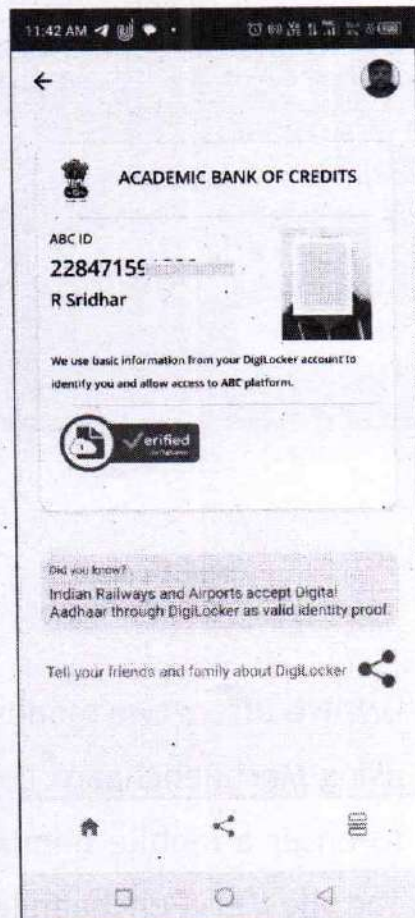 11:42 AM
ACADEMIC BANK OF CREDITS
ABC ID
22847159
R Sridhar
We use basic information from your DigiLocker account to
identify you and allow access to ABC platform.
Verified
Did you know?
Indian Railways and Airports accept Digital
Aadhaar through DigiLocker as valid identity proof
Tell your friends and family about DigiLocker